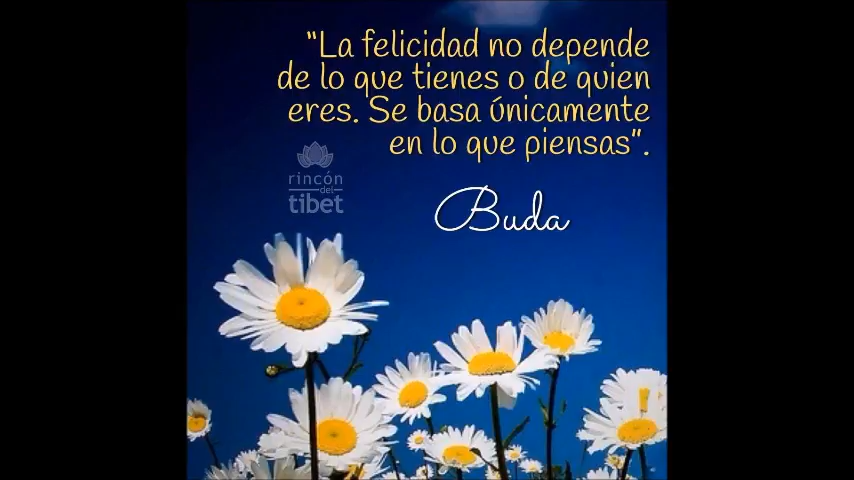 “La felicidad no depende
de lo que tienes o de quien
eres. Se basa únicamente
en lo que piensas”.
rincón
del
tibet
Buda